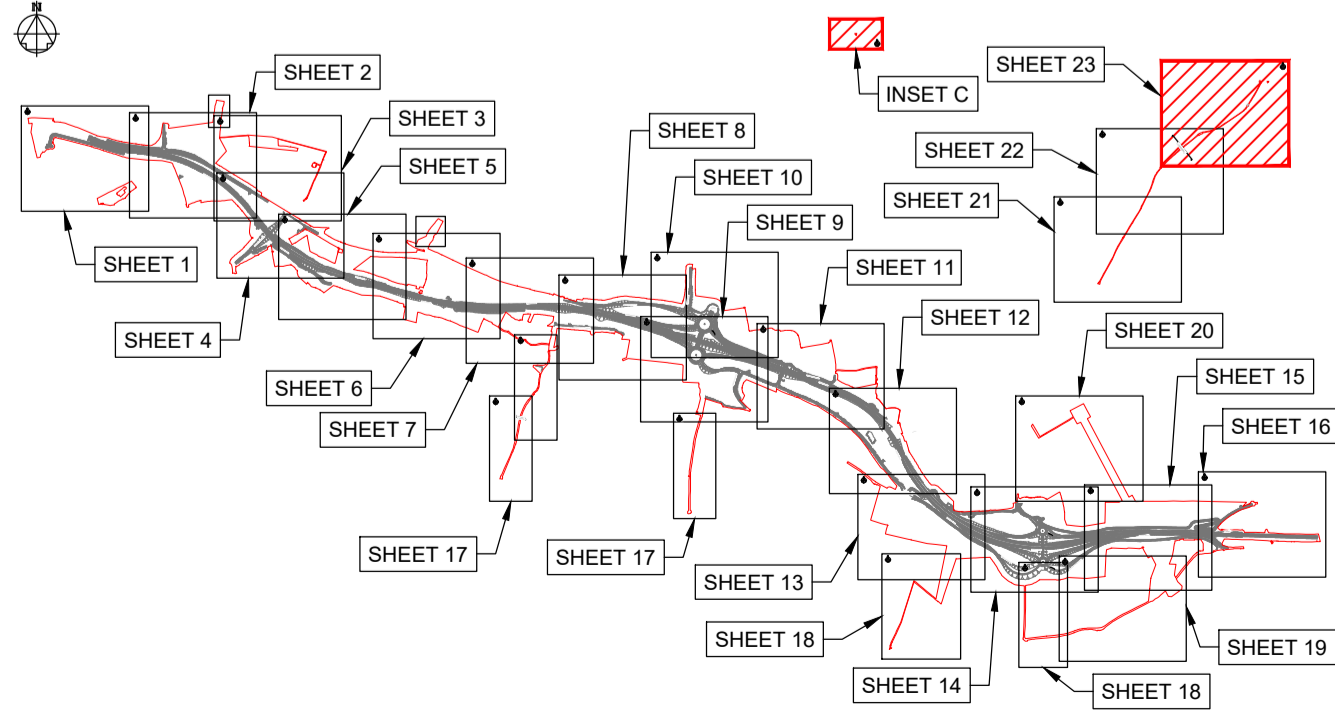 N
INSET C
SHEET 23
SHEET 2
SHEET 3
SHEET 8
SHEET 22
SHEET 5
SHEET 10
SHEET 21
SHEET 9
SHEET 1
SHEET 11
SHEET 12
SHEET 4
SHEET 20
SHEET 15
SHEET 6
SHEET 16
SHEET 7
SHEET 17
SHEET 17
SHEET 13
SHEET 18
SHEET 19
SHEET 14
SHEET 18